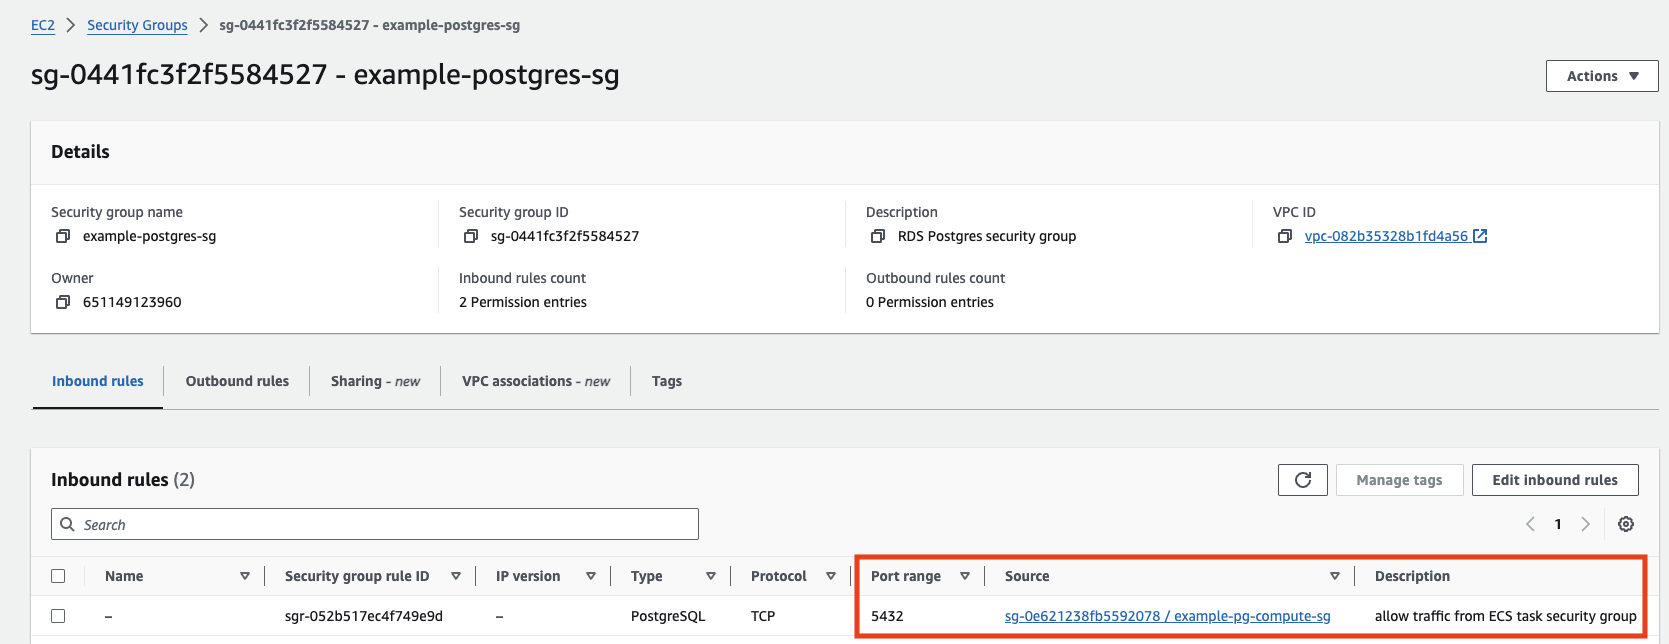 EC2 > Security Groups > sg-0441fc3f2f5584527 - example-postgres-sg
sg-0441fc3f2f5584527 - example-postgres-sg
Actions
Details
Security group name
example-postgres-sg
Security group ID
sg-0441fc3f2f5584527
Description
RDS Postgres security group
VPC ID
vpc-082b35328b1fd4a56
Owner
651149123960
Inbound rules count
2 Permission entries
Outbound rules count
0 Permission entries
Inbound rules Outbound rules Sharing - new VPC associations - new Tags
Inbound rules (2)
Manage tags
Edit inbound rules
Search
1
Name Security group rule ID IP version Type Protocol Port range Source Description
– sgr-052b517ec4f749e9d – PostgreSQL TCP 5432 sg-0e621238fb5592078 / example-pg-compute-sg allow traffic from ECS task security group